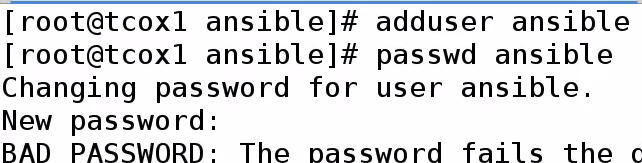 [root@tcox1 ansible]# adduser ansible
[root@tcox1 ansible]# passwd ansible
Changing password for user ansible.
New password:
BAD PASSWORD: The password fails the